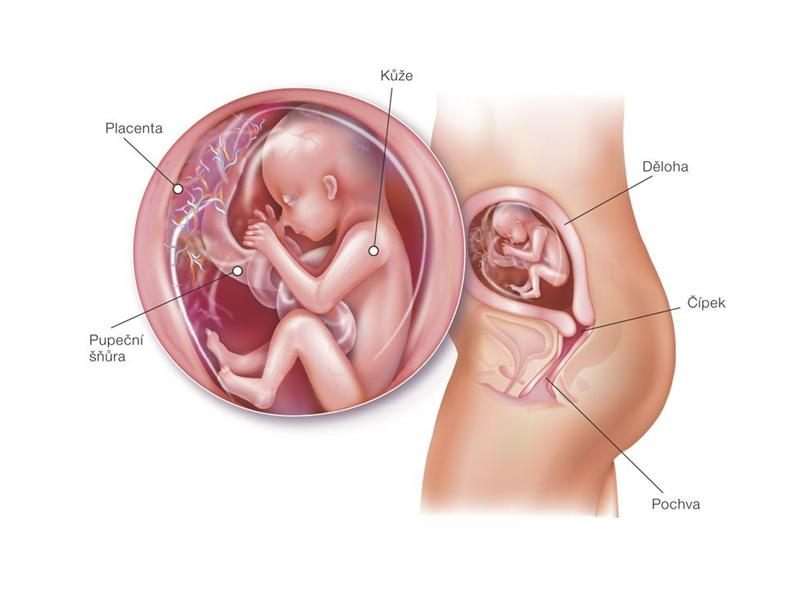 Kůže
Placenta
Děloha
Čípek
Pupeční
šňůra
Pochva